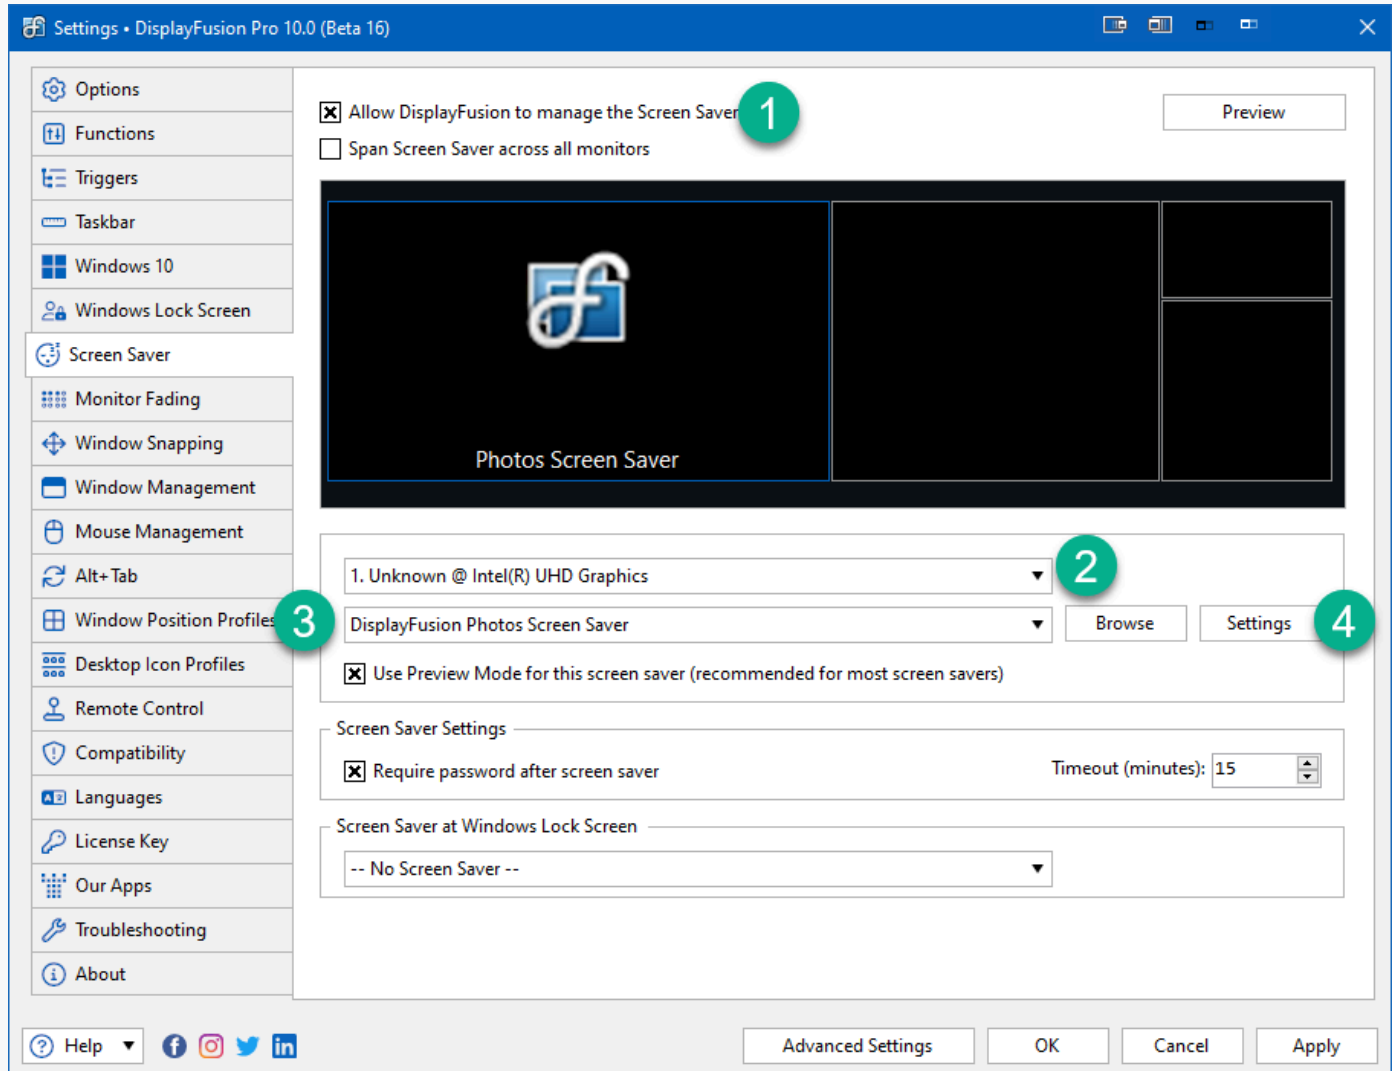 Settings • DisplayFusion Pro 10.0 (Beta 16)
Options
Functions
Triggers
Taskbar
Windows 10
Windows Lock Screen
Screen Saver
Monitor Fading
Window Snapping
Window Management
Mouse Management
Alt+Tab
Window Position Profiles
Desktop Icon Profiles
Remote Control
Compatibility
Languages
License Key
Our Apps
Troubleshooting
About
Allow DisplayFusion to manage the Screen Saver
1
Preview
Span Screen Saver across all monitors
Photos Screen Saver
1. Unknown @ Intel(R) UHD Graphics
2
3
DisplayFusion Photos Screen Saver
Browse
Settings
4
Use Preview Mode for this screen saver (recommended for most screen savers)
Screen Saver Settings
Require password after screen saver
Timeout (minutes): 15
Screen Saver at Windows Lock Screen
-- No Screen Saver --
Help
Advanced Settings
OK
Cancel
Apply